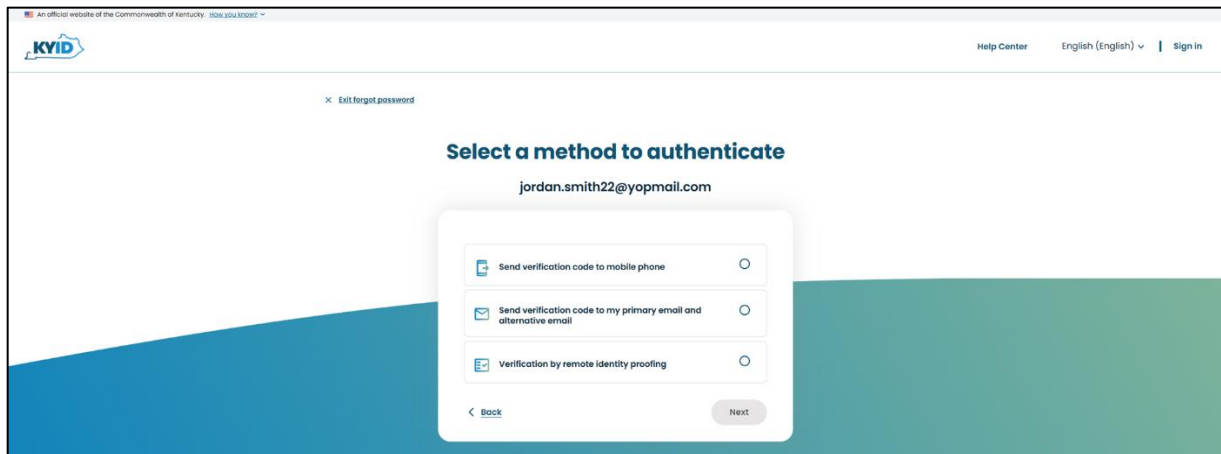 An official website of the Commonwealth of Kentucky. How you know?
KYID
Help Center
English (English)
Sign in
Exit forgot password
Select a method to authenticate
jordan.smith22@yopmail.com
Send verification code to mobile phone
Send verification code to my primary email and
alternative email
Verification by remote identity proofing
Back
Next